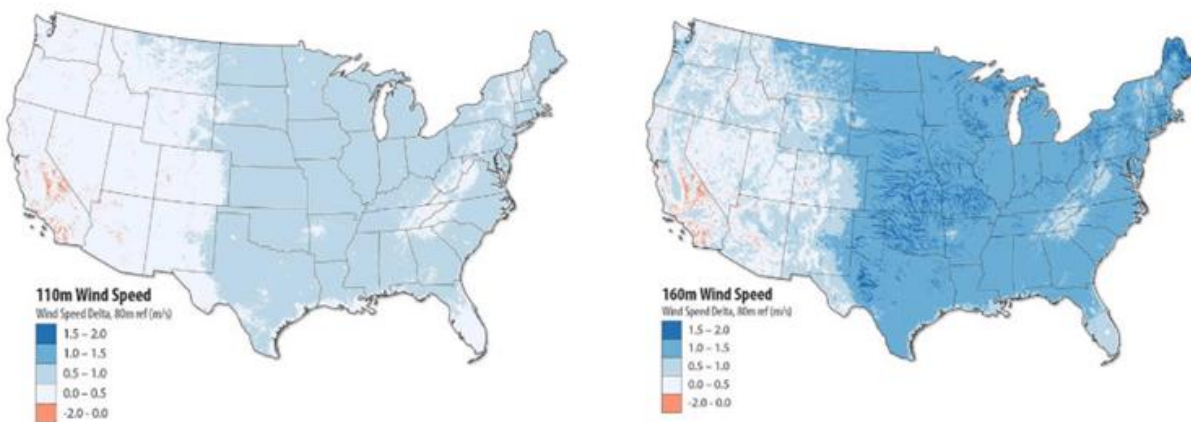 110m Wind Speed
Wind Speed Delta, 80m ref (m/s)
1.5 – 2.0
1.0 – 1.5
0.5 – 1.0
0.0 – 0.5
-2.0 - 0.0
160m Wind Speed
Wind Speed Delta, 80m ref (m/s)
1.5 – 2.0
1.0 – 1.5
0.5 – 1.0
0.0 – 0.5
-2.0 - 0.0